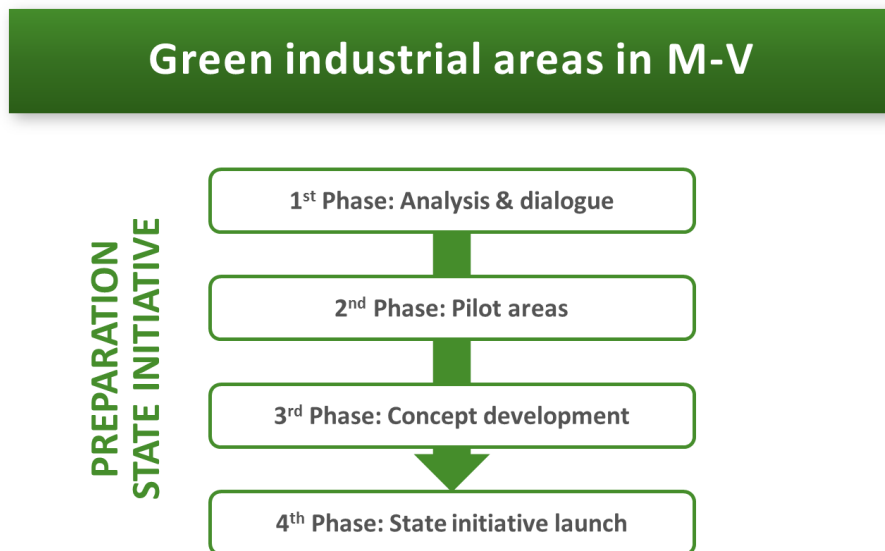 Green industrial areas in M-V
PREPARATION
STATE INITIATIVE
1st Phase: Analysis & dialogue
2nd Phase: Pilot areas
3rd Phase: Concept development
4th Phase: State initiative launch